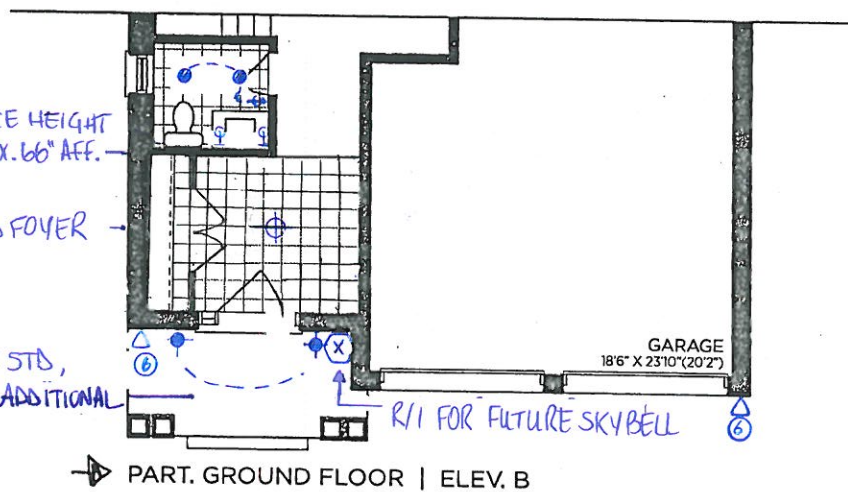 HEIGHT
66" AFF.
FOYER
STD,
ADDITIONAL
X
6
GARAGE
18'6" X 23'10"(20'2")
R/I FOR FUTURE SKYBELL
6
PART. GROUND FLOOR | ELEV. B